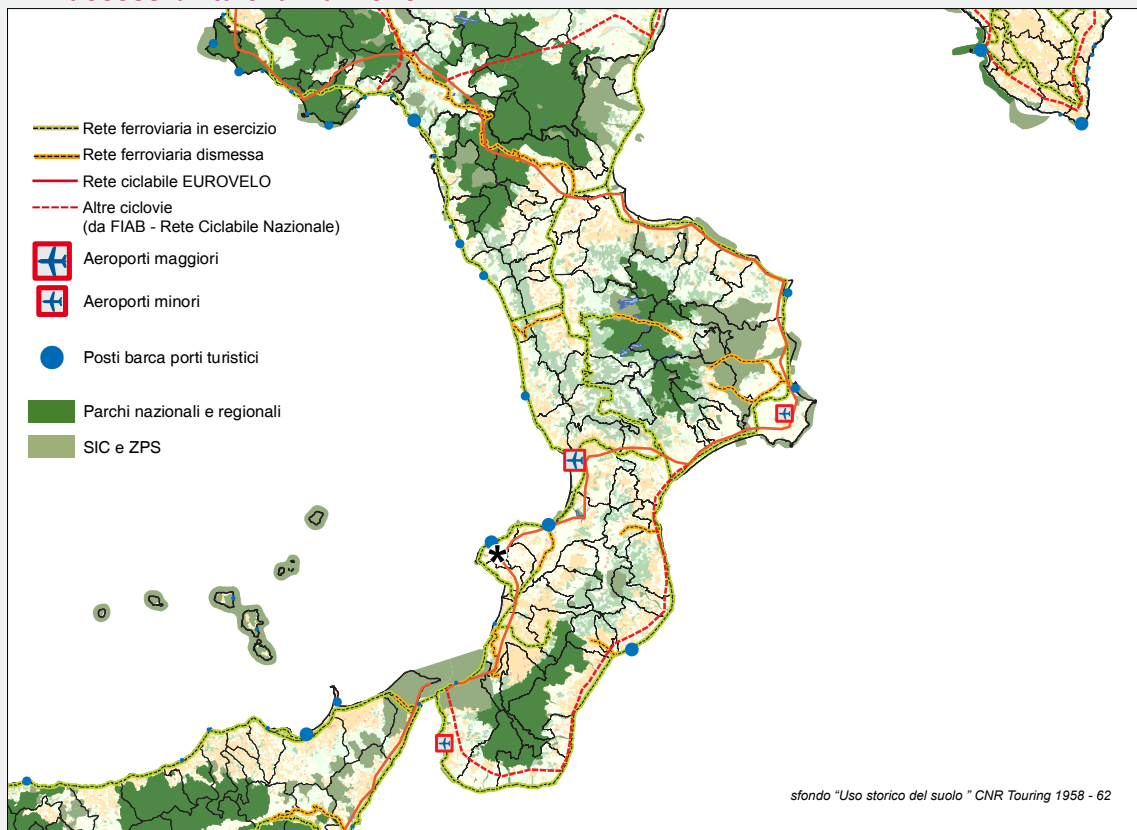 Rete ferroviaria in esercizio
Rete ferroviaria dismessa
Rete ciclabile EUROVELO
Altre ciclovie
(da FIAB - Rete Ciclabile Nazionale)
Aeroporti maggiori
Aeroporti minori
Posti barca porti turistici
Parchi nazionali e regionali
SIC e ZPS
*
sfondo “Uso storico del suolo ” CNR Touring 1958 - 62